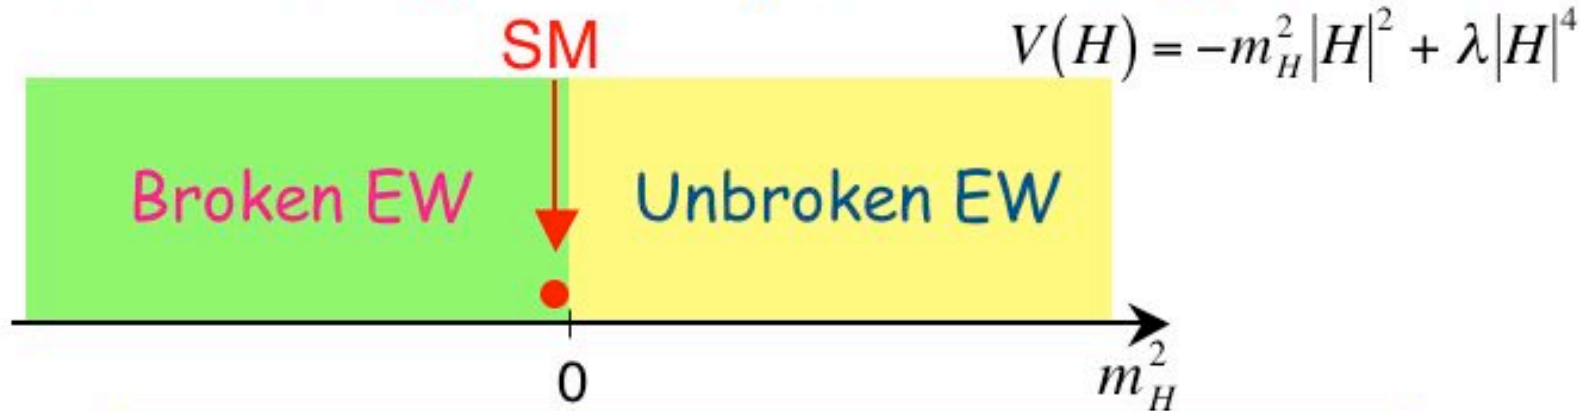 SM
V(H) = −m_H^2|H|^2 + λ|H|^4
Broken EW
Unbroken EW
0
m_H^2